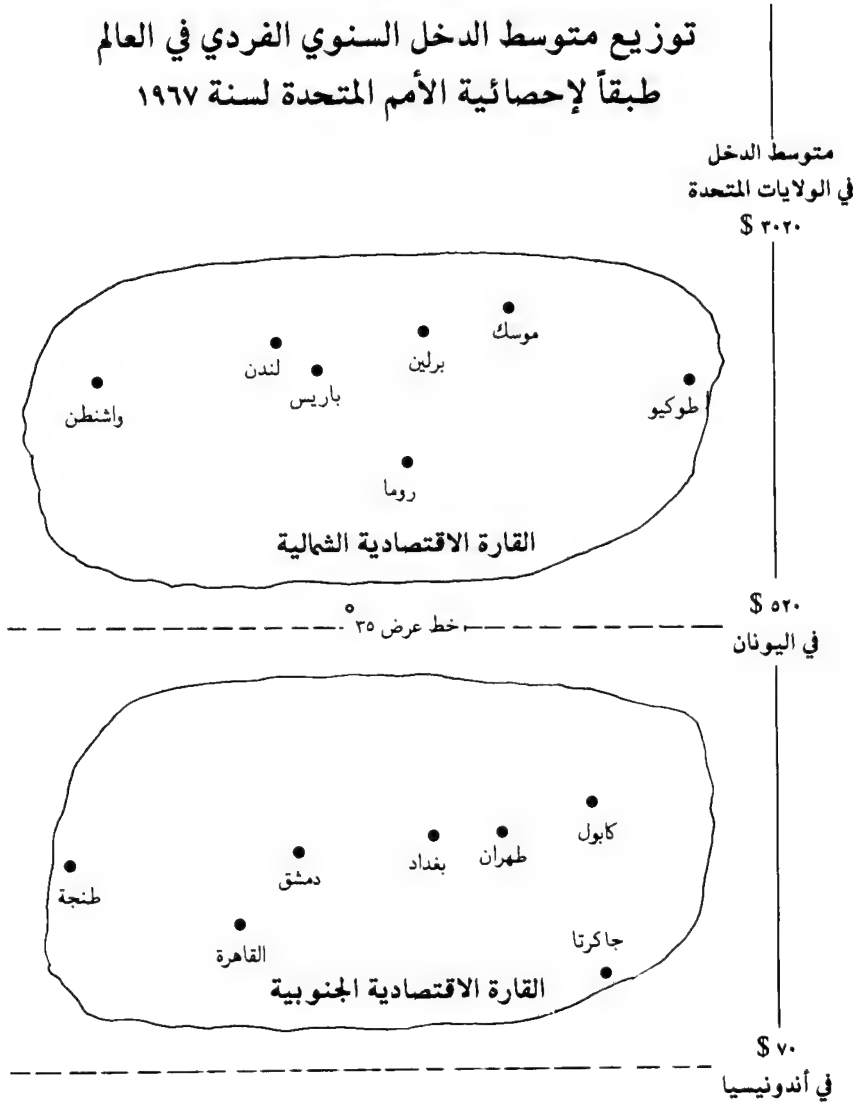 توزيع متوسط الدخل السنوي الفردي في العالم
طبقاً لإحصائية الأمم المتحدة لسنة ١٩٦٧
متوسط الدخل
في الولايات المتحدة
٣٠٢٠ $
موسك
برلين
لندن
باريس
طوكيو
واشنطن
روما
القارة الاقتصادية الشمالية
٥٢٠ $
خط عرض ٣٥°
في اليونان
كابول
طهران
بغداد
دمشق
طنجة
جاكرتا
القاهرة
القارة الاقتصادية الجنوبية
٧٠ $
في أندونيسيا